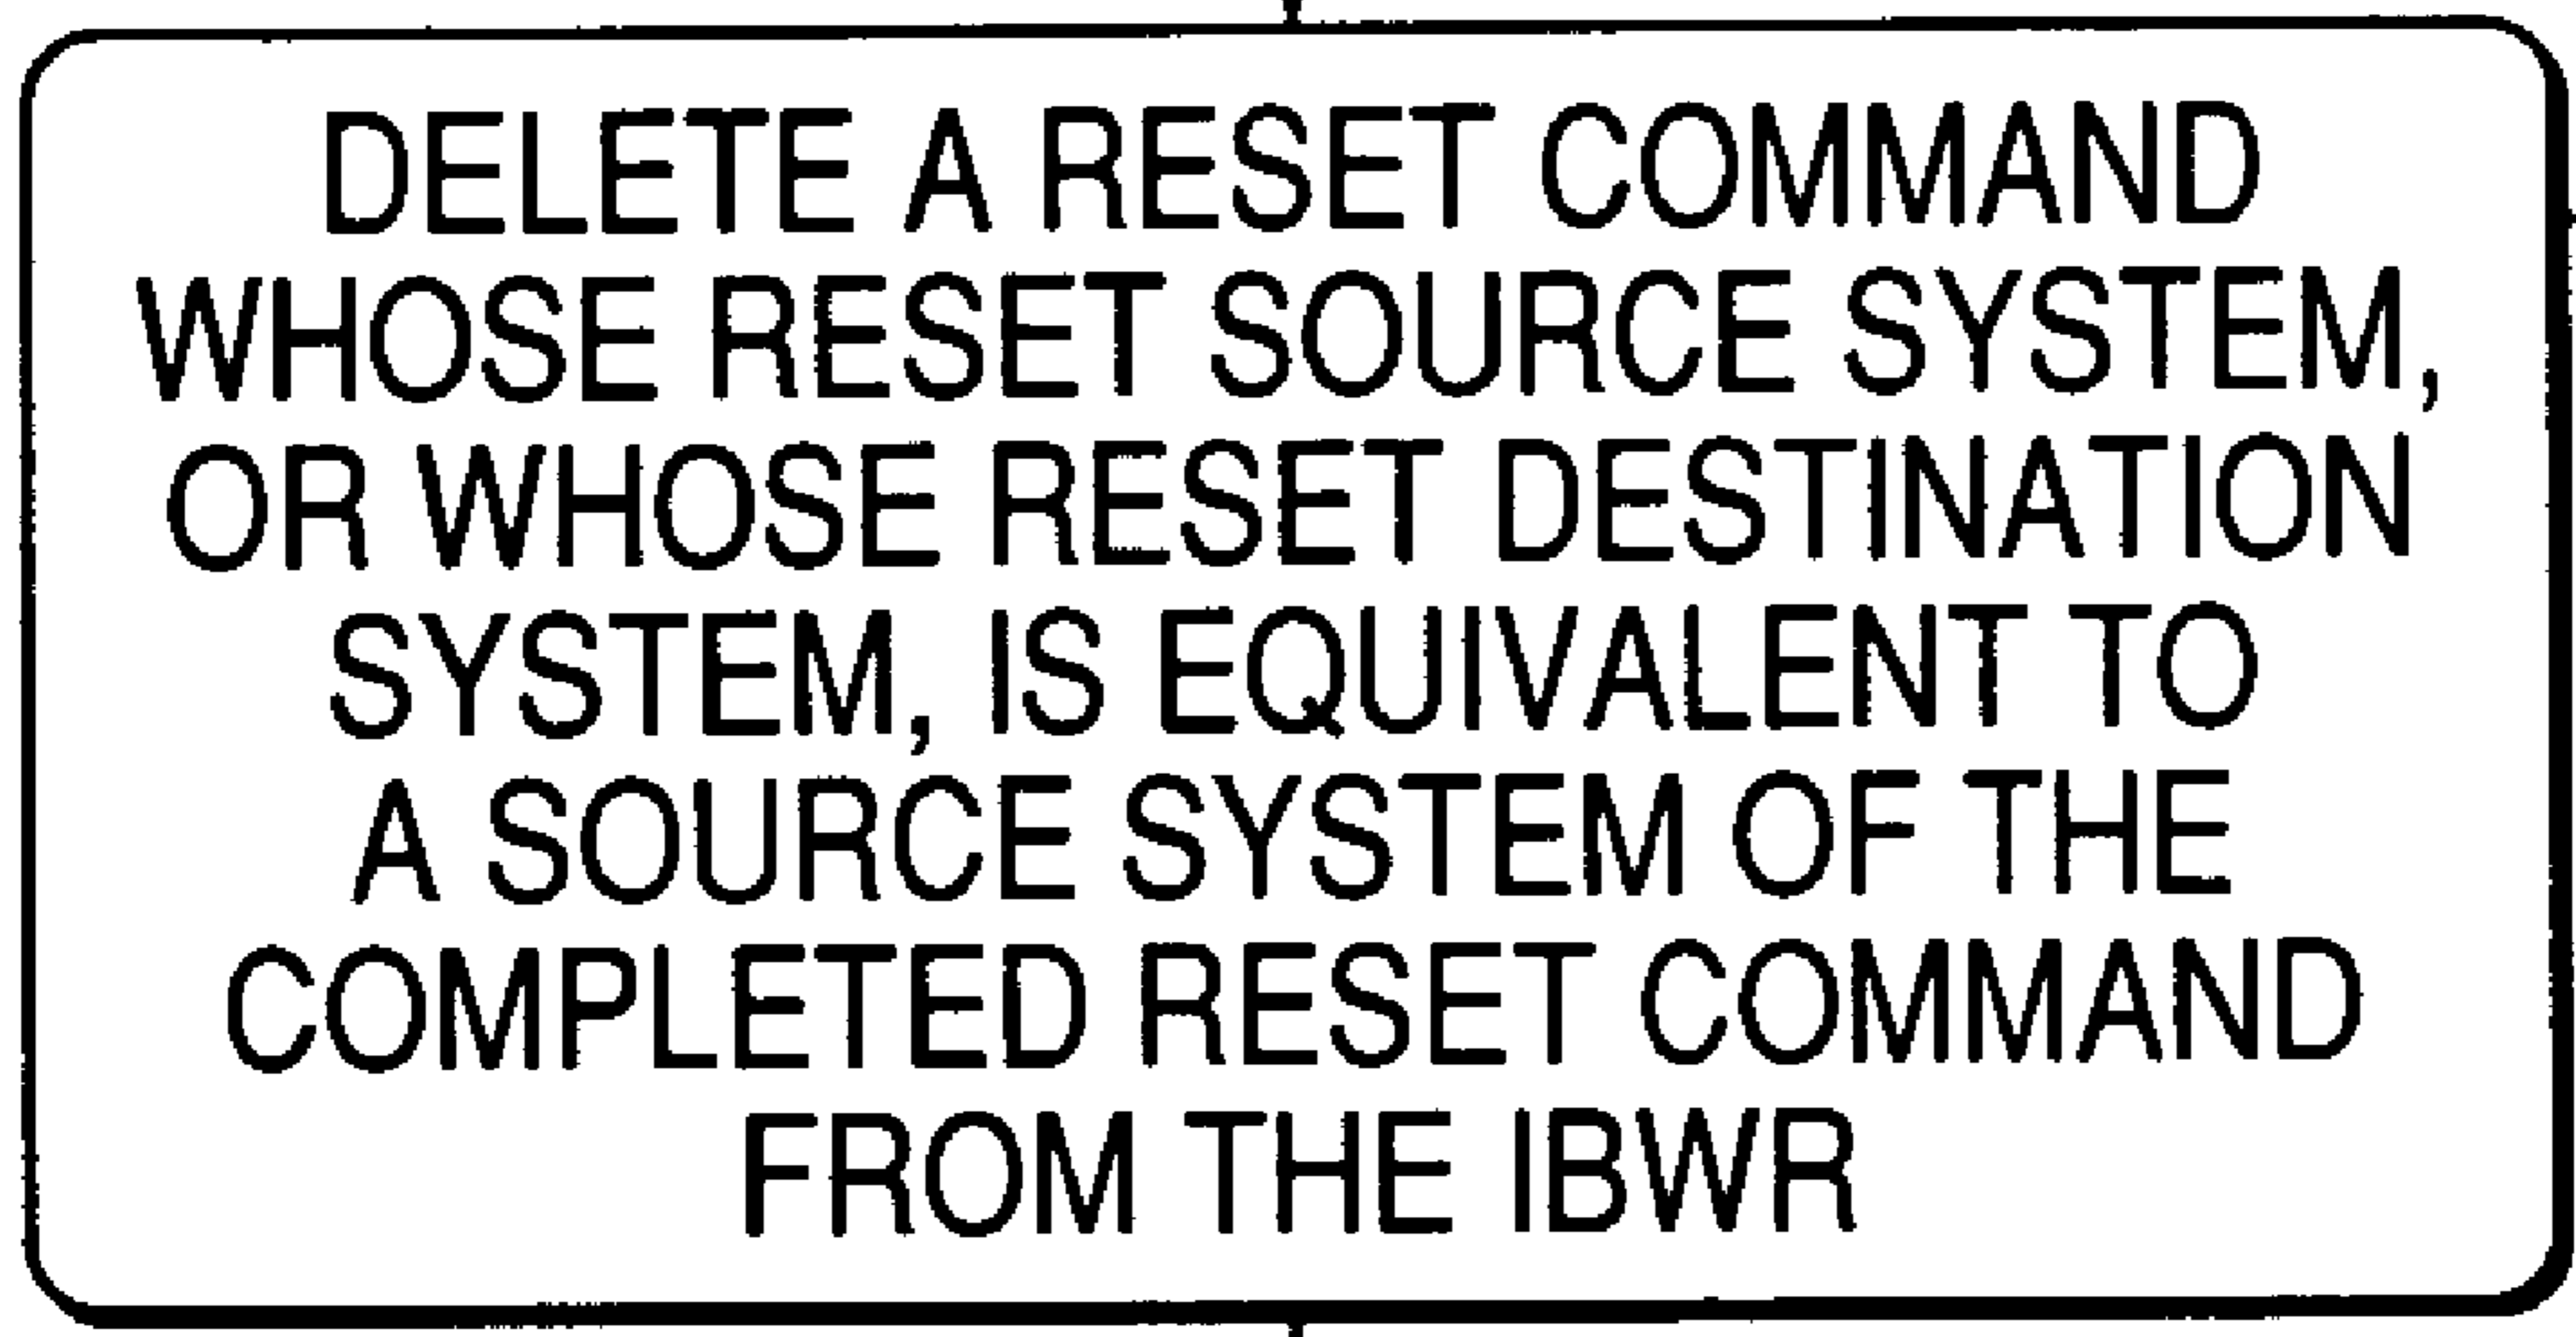 DELETE A RESET COMMAND
WHOSE RESET SOURCE SYSTEM,
OR WHOSE RESET DESTINATION
SYSTEM, IS EQUIVALENT TO
A SOURCE SYSTEM OF THE
COMPLETED RESET COMMAND
FROM THE IBWR